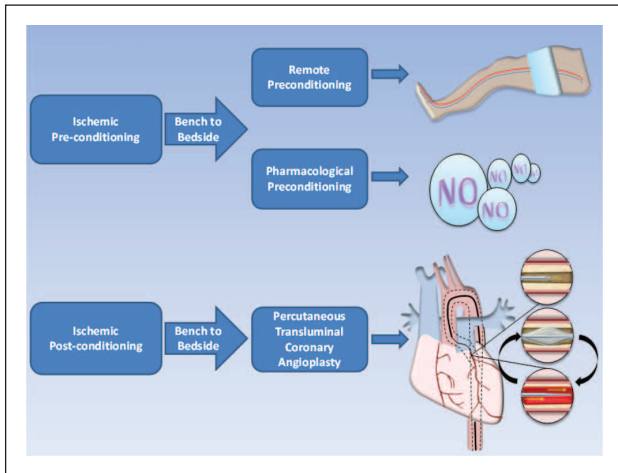 Remote
Preconditioning
Ischemic
Pre-conditioning
Bench to
Bedside
Pharmacological
Preconditioning
NO
NO
NO
NO
NO
Ischemic
Post-conditioning
Bench to
Bedside
Percutaneous
Transluminal
Coronary
Angioplasty